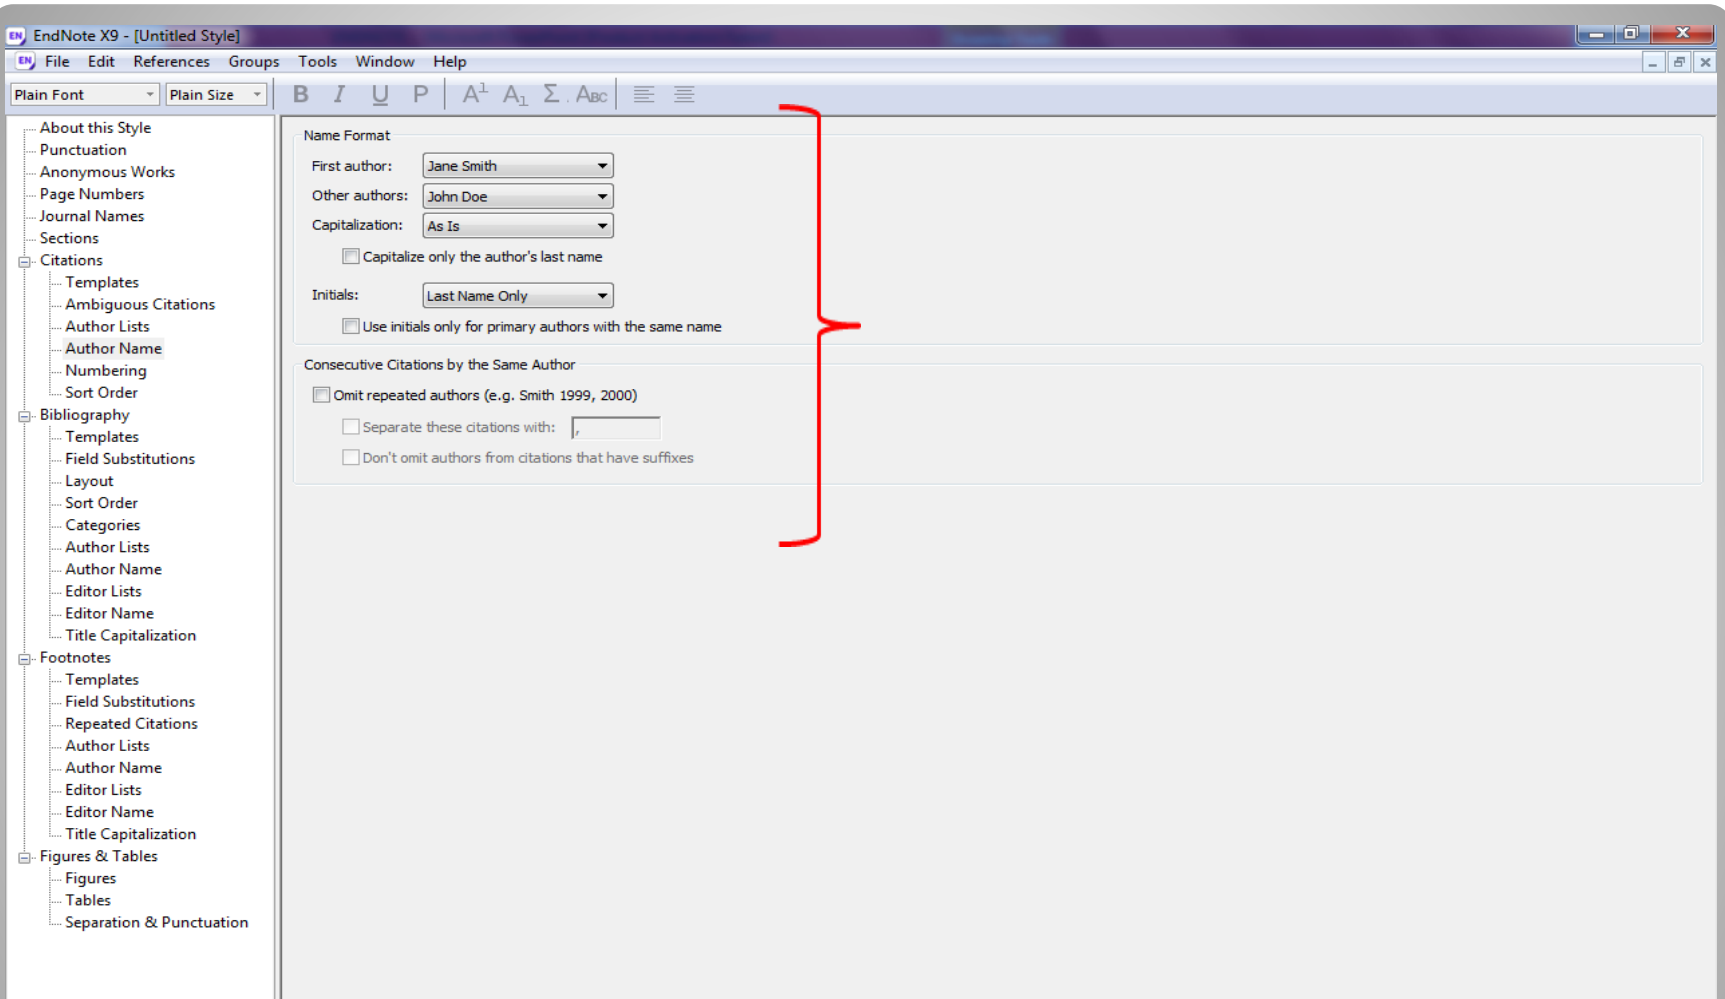 EndNote X9 - [Untitled Style]
File Edit References Groups Tools Window Help
Plain Font Plain Size B I U P A1 A1 Σ ABC
About this Style
Punctuation
Anonymous Works
Page Numbers
Journal Names
Sections
Citations
Templates
Ambiguous Citations
Author Lists
Author Name
Numbering
Sort Order
Bibliography
Templates
Field Substitutions
Layout
Sort Order
Categories
Author Lists
Author Name
Editor Lists
Editor Name
Title Capitalization
Footnotes
Templates
Field Substitutions
Repeated Citations
Author Lists
Author Name
Editor Lists
Editor Name
Title Capitalization
Figures & Tables
Figures
Tables
Separation & Punctuation
Name Format
First author: Jane Smith
Other authors: John Doe
Capitalization: As Is
Capitalize only the author's last name
Initials: Last Name Only
Use initials only for primary authors with the same name
Consecutive Citations by the Same Author
Omit repeated authors (e.g. Smith 1999, 2000)
Separate these citations with: ,
Don't omit authors from citations that have suffixes